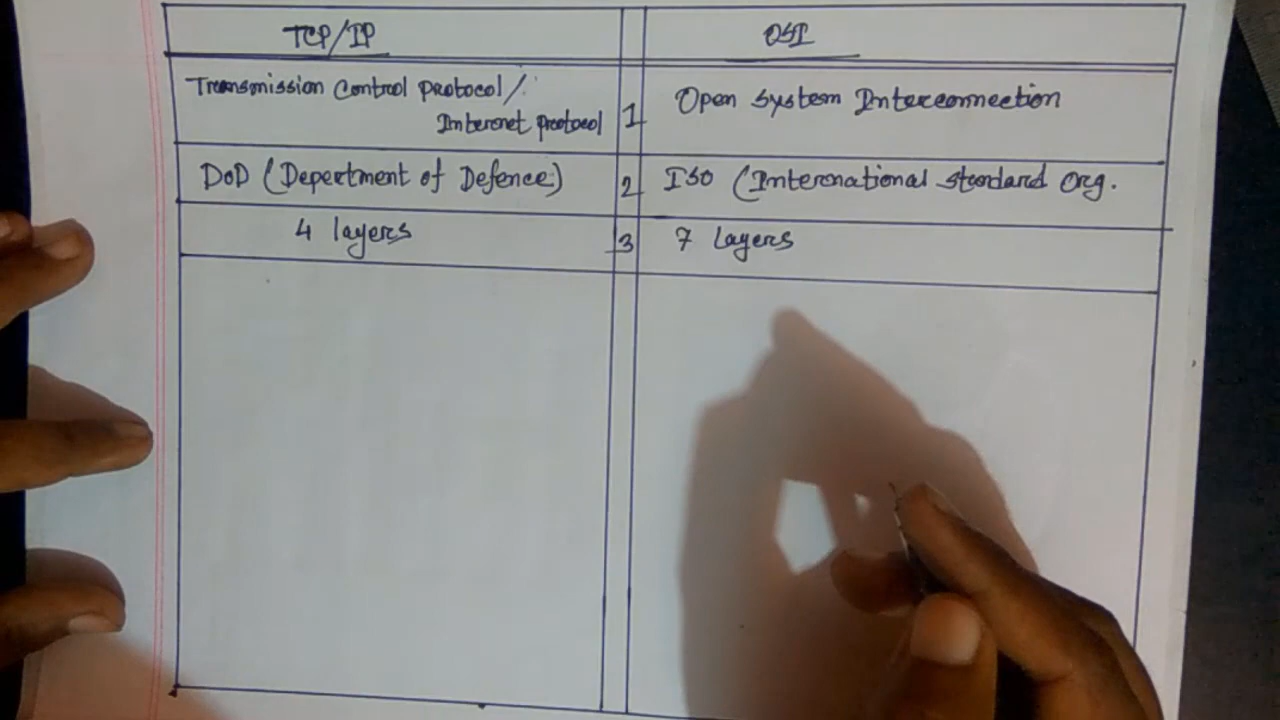 TCP/IP
OSI
Transmission Control Protocol/
Internet protocol
1
Open System Interconnection
DoD (Depertment of Defence)
2
ISO (International standard Org.
4 layers
3
7 Layers